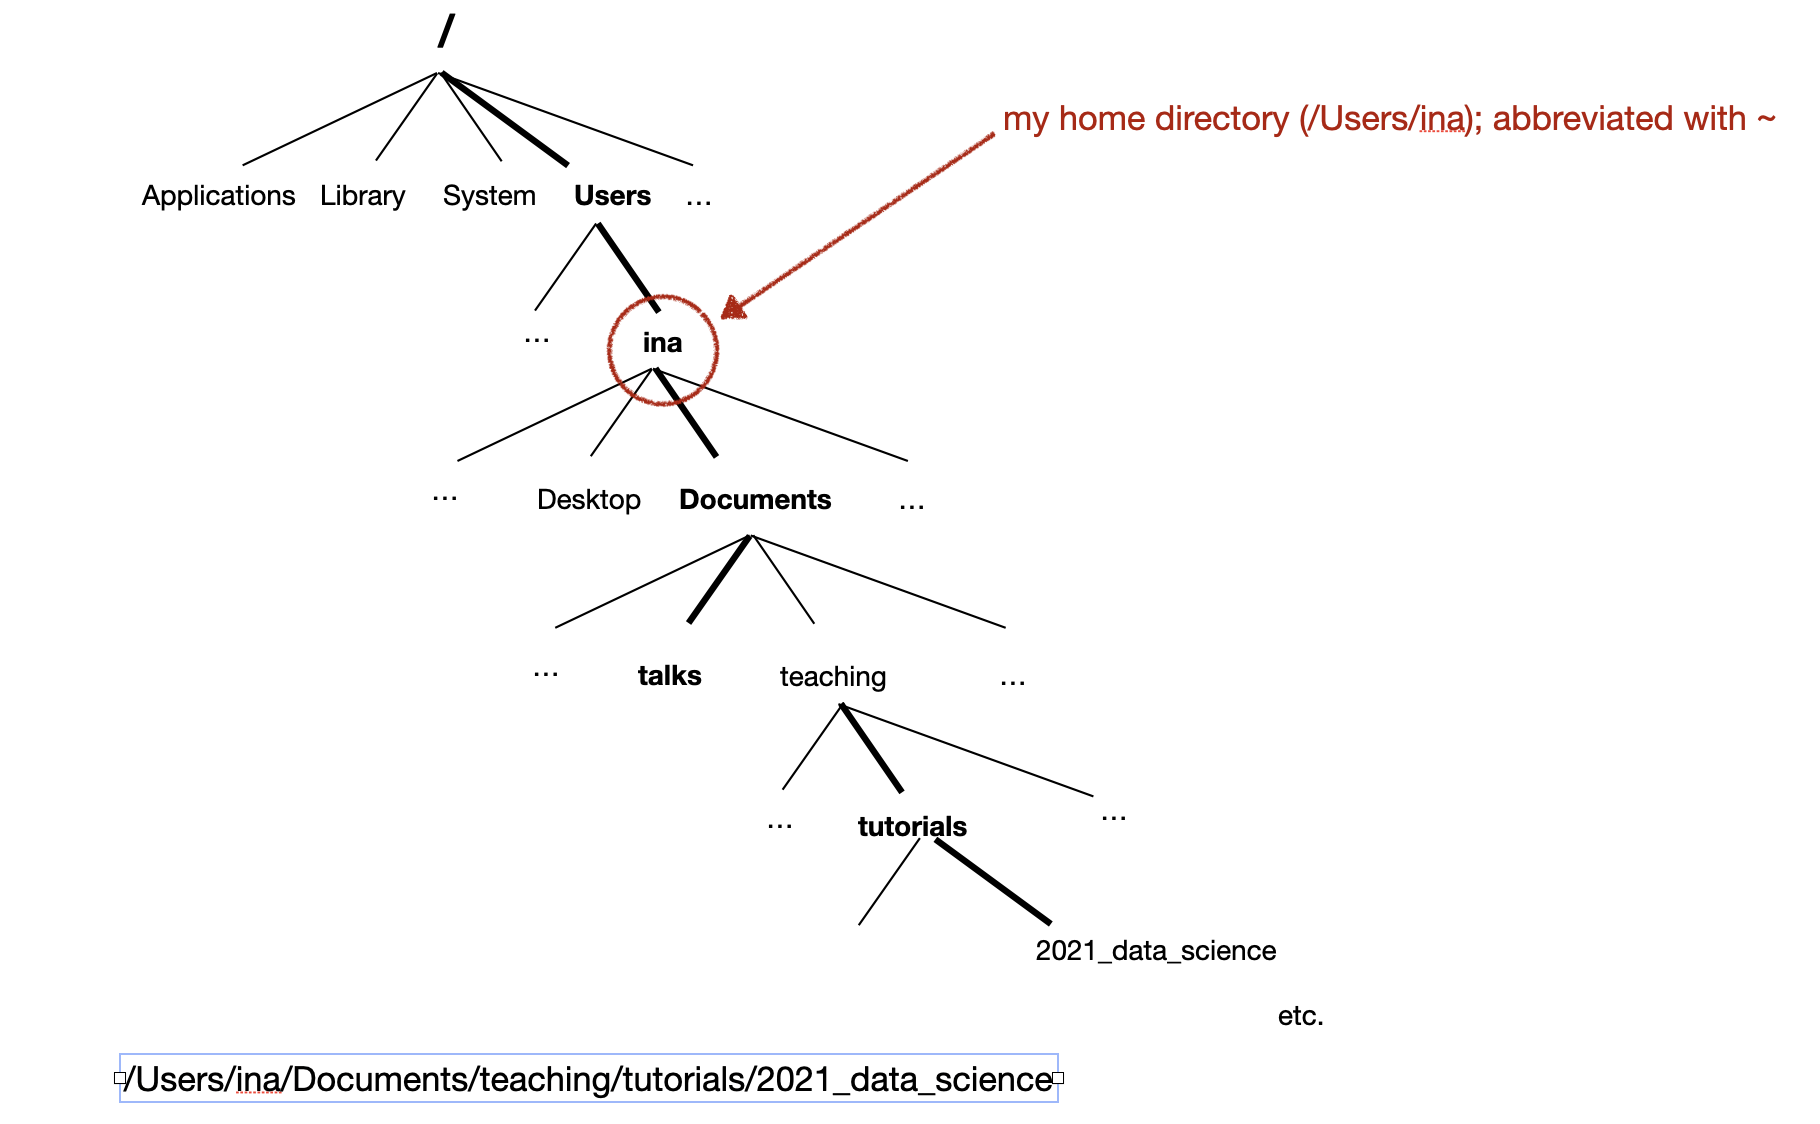 /
my home directory (/Users/ina); abbreviated with ~
Applications Library System Users ...
... ina
... Desktop Documents ...
... talks teaching ...
... tutorials ...
2021_data_science
etc.
/Users/ina/Documents/teaching/tutorials/2021_data_science